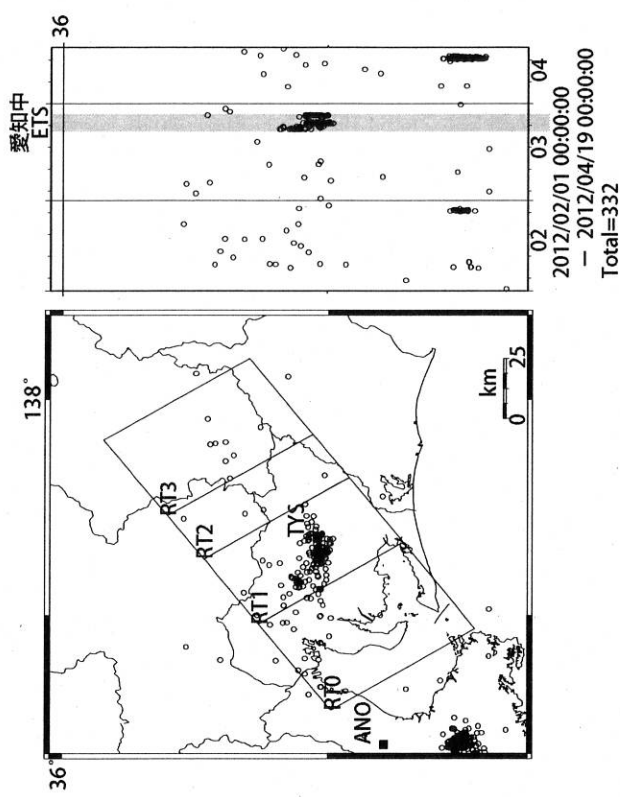 愛知中
ETS
36
02
03
04
2012/02/01 00:00:00
— 2012/04/19 00:00:00
Total=332
138°
36°
RT3
RT2
TYS
RT1
RT0
ANO
km
0
25